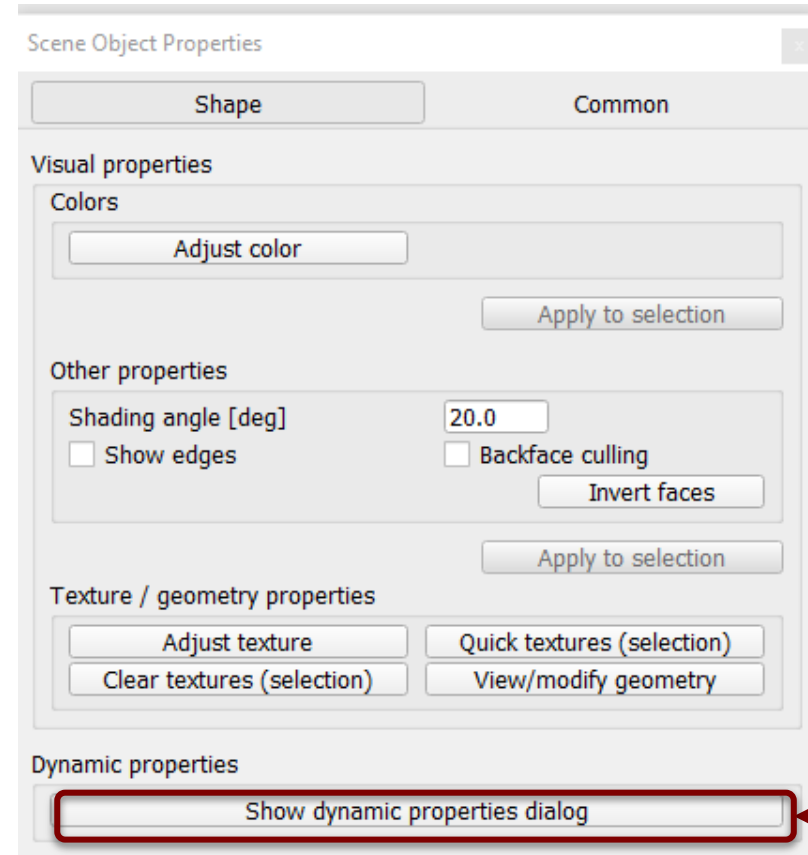 Scene Object Properties
x
Shape Common
Visual properties
Colors
Adjust color
Apply to selection
Other properties
Shading angle [deg] 20.0
Show edges Backface culling
Invert faces
Apply to selection
Texture / geometry properties
Adjust texture Quick textures (selection)
Clear textures (selection) View/modify geometry
Dynamic properties
Show dynamic properties dialog